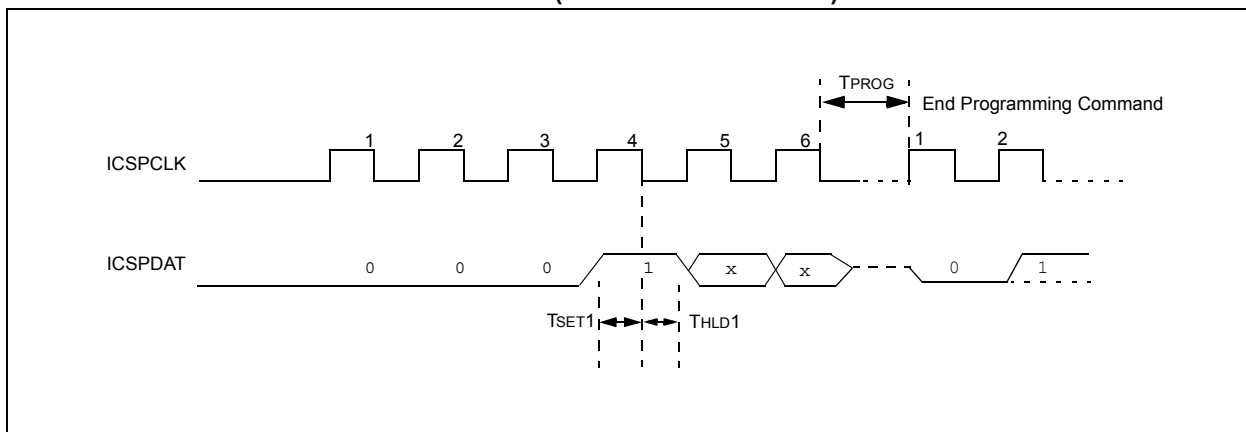 TPROG
End Programming Command
1 2 3 4 5 6 1 2
ICSPCLK
ICSPDAT
0 0 0 1 x x 0 1
TSET1 THLD1